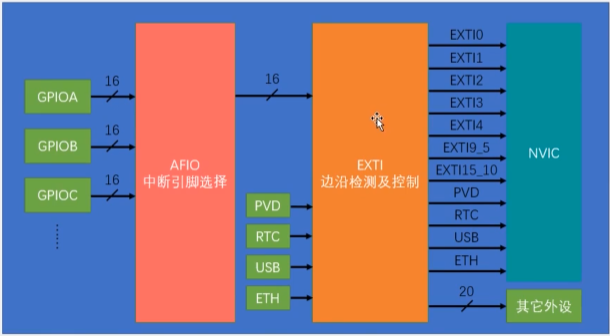 GPIOA
16
GPIOB
16
GPIOC
16
AFIO
中断引脚选择
16
PVD
RTC
USB
ETH
EXTI
边沿检测及控制
EXTI0
EXTI1
EXTI2
EXTI3
EXTI4
EXTI9_5
EXTI15_10
PVD
RTC
USB
ETH
20
NVIC
其它外设